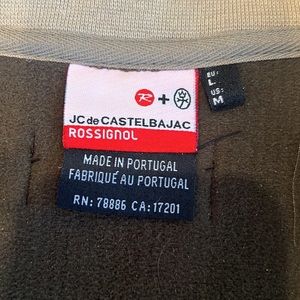 R +
JC de CASTELBAJAC
ROSSIGNOL
EU:
L
US:
M
MADE IN PORTUGAL
FABRIQUÉ AU PORTUGAL
RN: 78886 CA: 17201